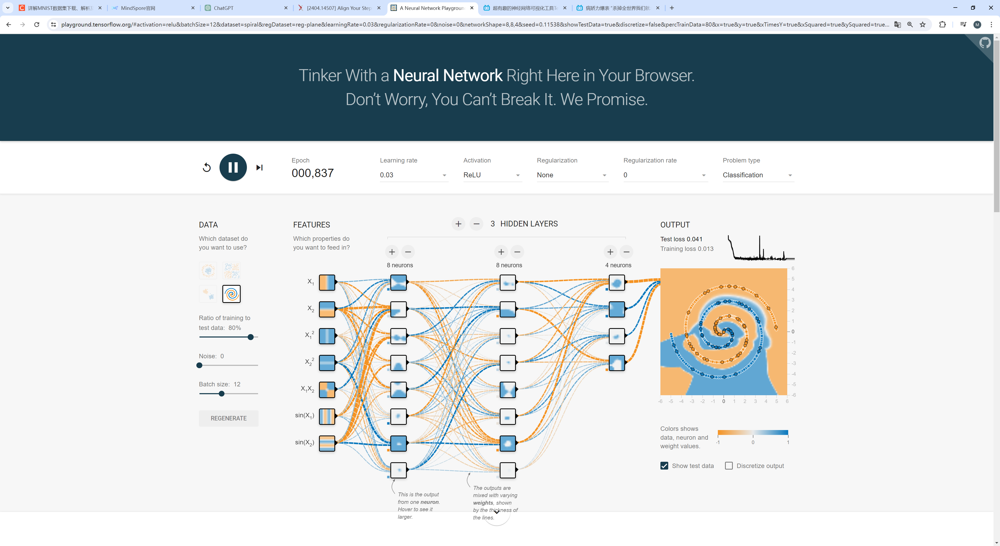 详解MNIST数据集下载、解析及
MindSpore官网
ChatGPT
[2404.14507] Align Your Step
A Neural Network Playground
超有趣的神经网络可视化工具Te
病娇力爆表 “杀掉全世界我们就
playground.tensorflow.org/#activation=relu&batchSize=12&dataset=spiral&regDataset=reg-plane&learningRate=0.03&regularizationRate=0&noise=0&networkShape=8,8,4&seed=0.11538&showTestData=true&discretize=false&percTrainData=80&x=true&y=true&xTimesY=true&xSquared=true&ySquared=true...
M
Tinker With a Neural Network Right Here in Your Browser.
Don’t Worry, You Can’t Break It. We Promise.
Epoch
000,837
Learning rate
0.03
Activation
ReLU
Regularization
None
Regularization rate
0
Problem type
Classification
DATA
Which dataset do
you want to use?
Ratio of training to
test data: 80%
Noise: 0
Batch size: 12
REGENERATE
FEATURES
Which properties do
you want to feed in?
X1
X2
X1²
X2²
X1X2
sin(X1)
sin(X2)
+ − 3 HIDDEN LAYERS
+ −
8 neurons
+ −
8 neurons
+ −
4 neurons
This is the output
from one neuron.
Hover to see it
larger.
The outputs are
mixed with varying
weights, shown
by the thickness of
the lines.
OUTPUT
Test loss 0.041
Training loss 0.013
6
5
4
3
2
1
0
-1
-2
-3
-4
-5
-6
-6 -5 -4 -3 -2 -1 0 1 2 3 4 5 6
Colors shows
data, neuron and
weight values.
-1 0 1
Show test data
Discretize output